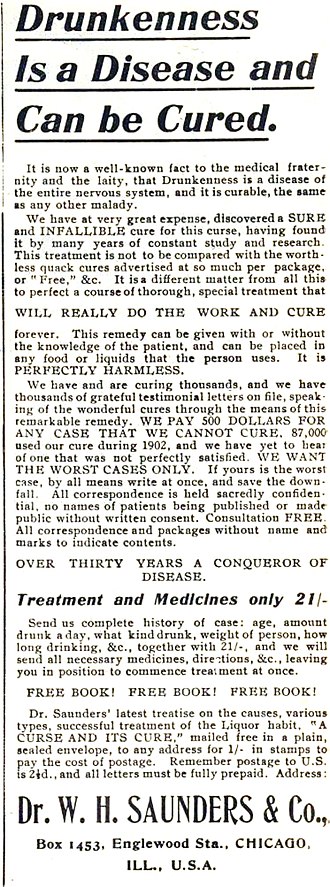 Drunkenness
Is a Disease and
Can be Cured.
It is now a well-known fact to the medical frater-
nity and the laity, that Drunkenness is a disease of
the entire nervous system, and it is curable, the same
as any other malady.
We have at very great expense, discovered a SURE
and INFALLIBLE cure for this curse, having found
it by many years of constant study and research.
This treatment is not to be compared with the worth-
less quack cures advertised at so much per package,
or "Free," &c. It is a different matter from all this
to perfect a course of thorough, special treatment that
WILL REALLY DO THE WORK AND CURE
forever. This remedy can be given with or without
the knowledge of the patient, and can be placed in
any food or liquids that the person uses. It is
PERFECTLY HARMLESS.
We have and are curing thousands, and we have
thousands of grateful testimonial letters on file, speak-
ing of the wonderful cures through the means of this
remarkable remedy. WE PAY 500 DOLLARS FOR
ANY CASE THAT WE CANNOT CURE, 87,000
used our cure during 1902, and we have yet to hear
of one that was not perfectly satisfied. WE WANT
THE WORST CASES ONLY. If yours is the worst
case, by all means write at once, and save the down-
fall. All correspondence is held sacredly confiden-
tial, no names of patients being published or made
public without written consent. Consultation FREE.
All correspondence and packages without name and
marks to indicate contents.
OVER THIRTY YEARS A CONQUEROR OF
DISEASE.
Treatment and Medicines only 21/-
Send us complete history of case: age, amount
drunk a day, what kind drunk, weight of person, how
long drinking, &c., together with 21/-, and we will
send all necessary medicines, directions, &c., leaving
you in position to commence treatment at once.
FREE BOOK! FREE BOOK! FREE BOOK!
Dr. Saunders' latest treatise on the causes, various
types, successful treatment of the Liquor habit, "A
CURSE AND ITS CURE," mailed free in a plain,
sealed envelope, to any address for 1/- in stamps to
pay the cost of postage. Remember postage to U.S.
is 2½d., and all letters must be fully prepaid. Address:
Dr. W. H. SAUNDERS & Co.,
Box 1453, Englewood Sta., CHICAGO,
ILL., U.S.A.